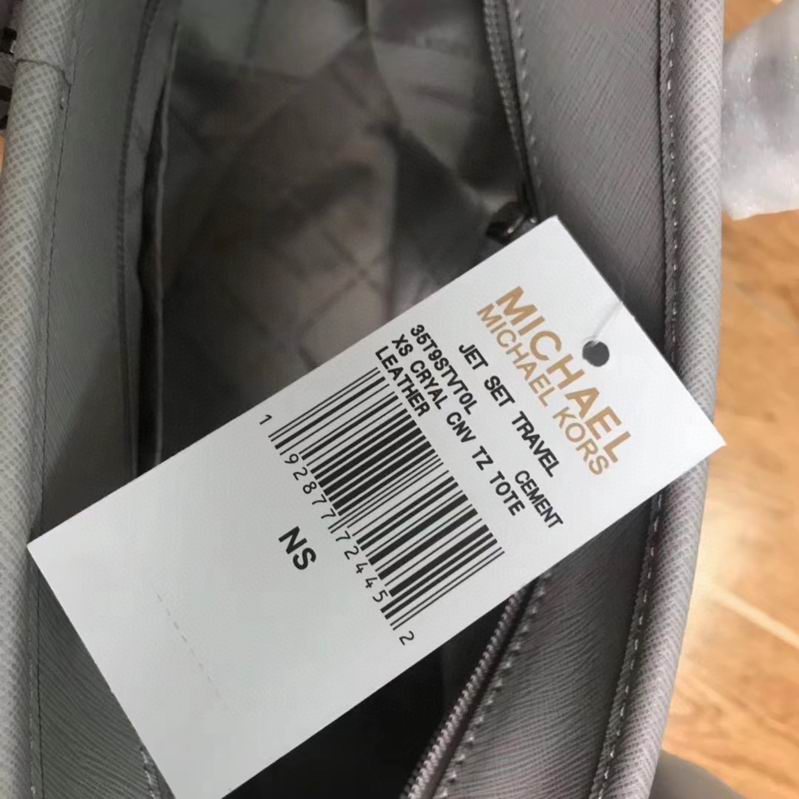 MICHAEL
MICHAEL KORS
JET SET TRAVEL
35T9STVT0L CEMENT
XS CRYAL CNV TZ TOTE
LEATHER
1 92877 72445 2
NS